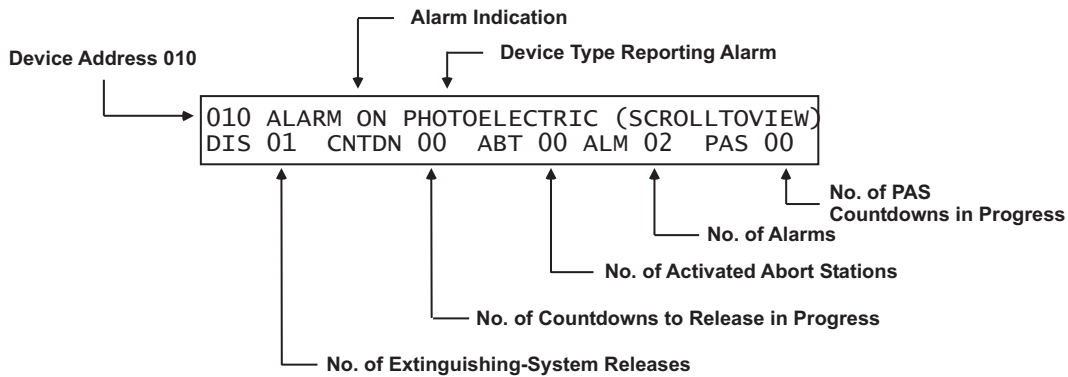 Alarm Indication
Device Type Reporting Alarm
Device Address 010
010 ALARM ON PHOTOELECTRIC (SCROLLTOVIEW)
DIS 01 CNTDN 00 ABT 00 ALM 02 PAS 00
No. of PAS
Countdowns in Progress
No. of Alarms
No. of Activated Abort Stations
No. of Countdowns to Release in Progress
No. of Extinguishing-System Releases